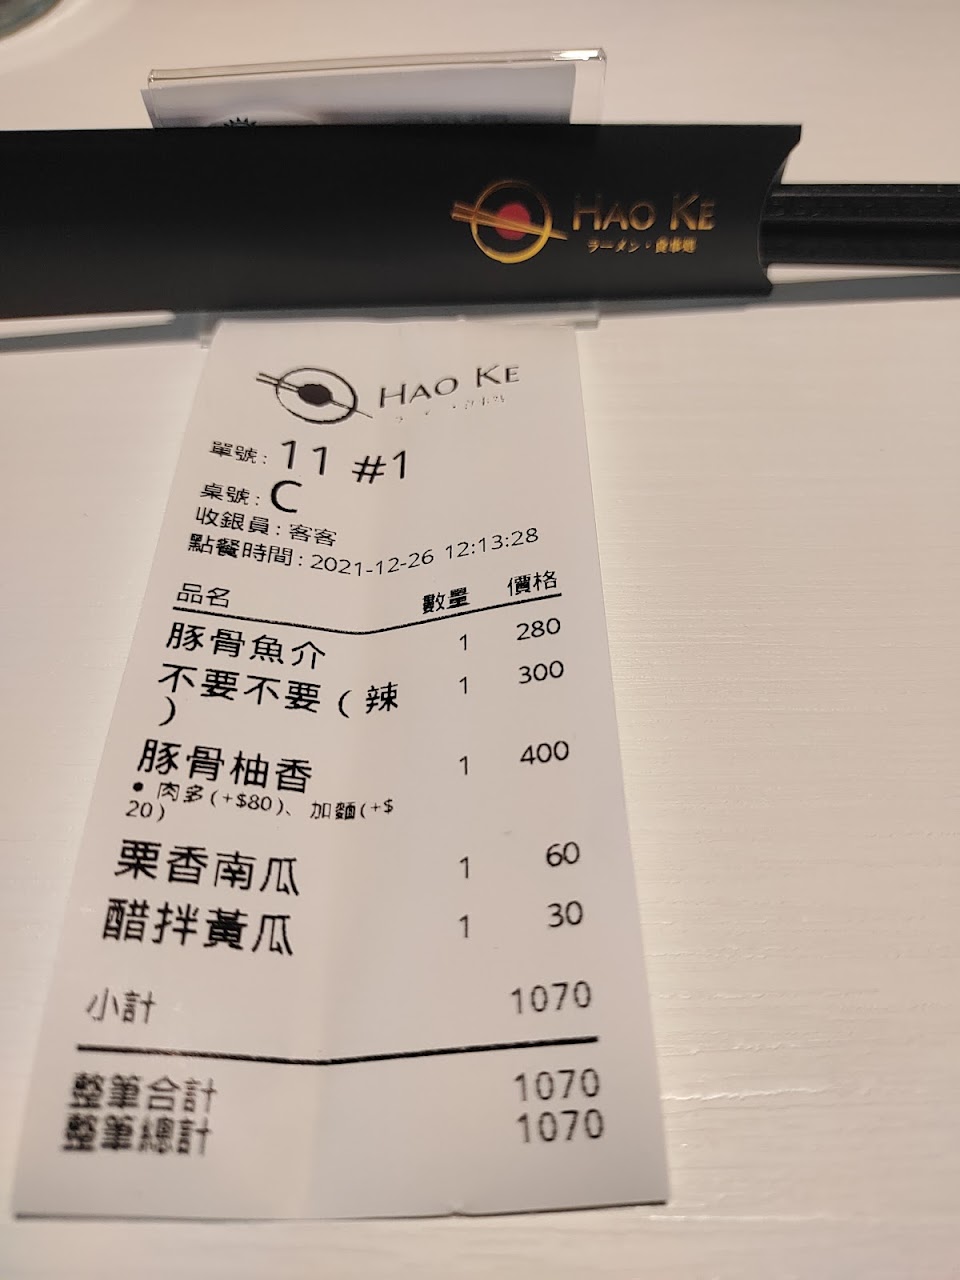 HAO KE
ラーメン・食事処
HAO KE
單號: 11 #1
桌號: C
收銀員: 客客
點餐時間: 2021-12-26 12:13:28
品名 數量 價格
豚骨魚介 1 280
不要不要(辣 1 300
)
豚骨柚香 1 400
• 肉多(+$80)、加麵(+$
20)
栗香南瓜 1 60
醋拌黃瓜 1 30
小計 1070
整筆合計 1070
整筆總計 1070